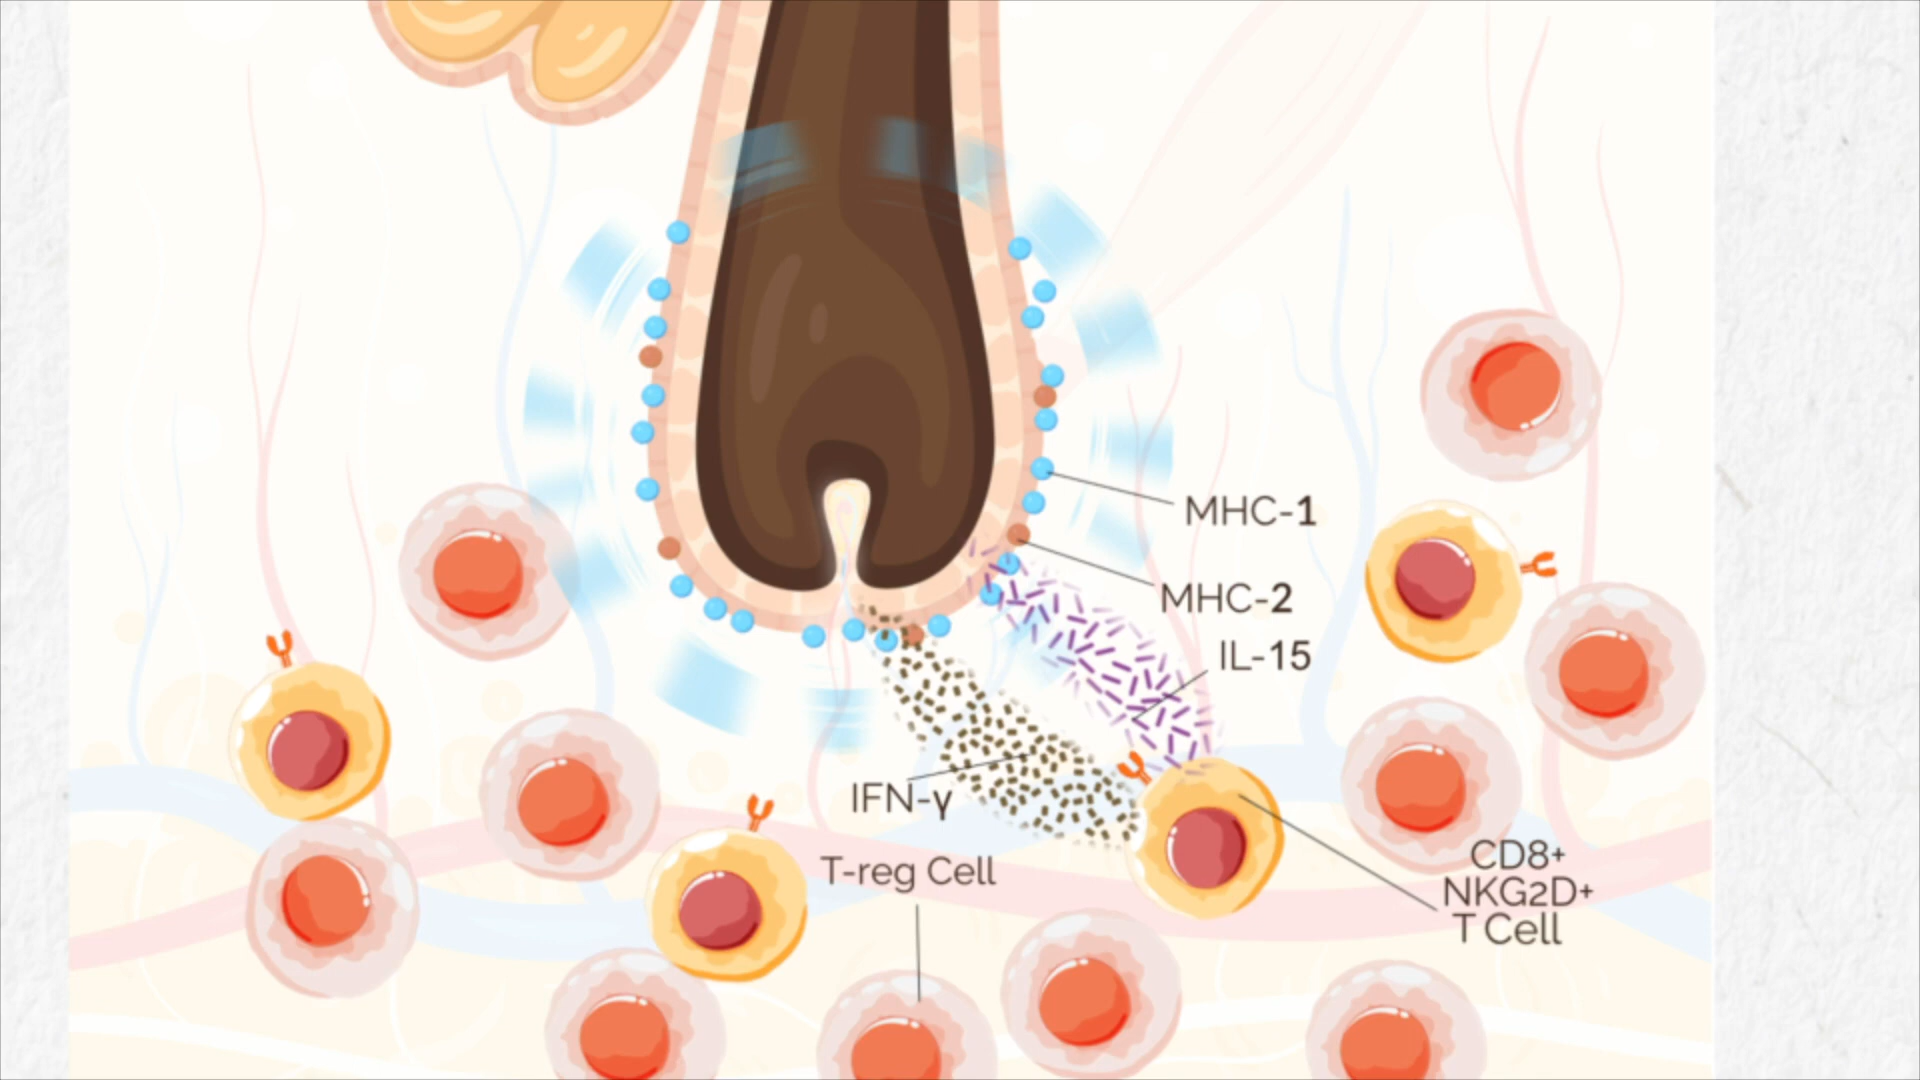 MHC-1
MHC-2
IL-15
IFN-γ
T-reg Cell
CD8+
NKG2D+
T Cell